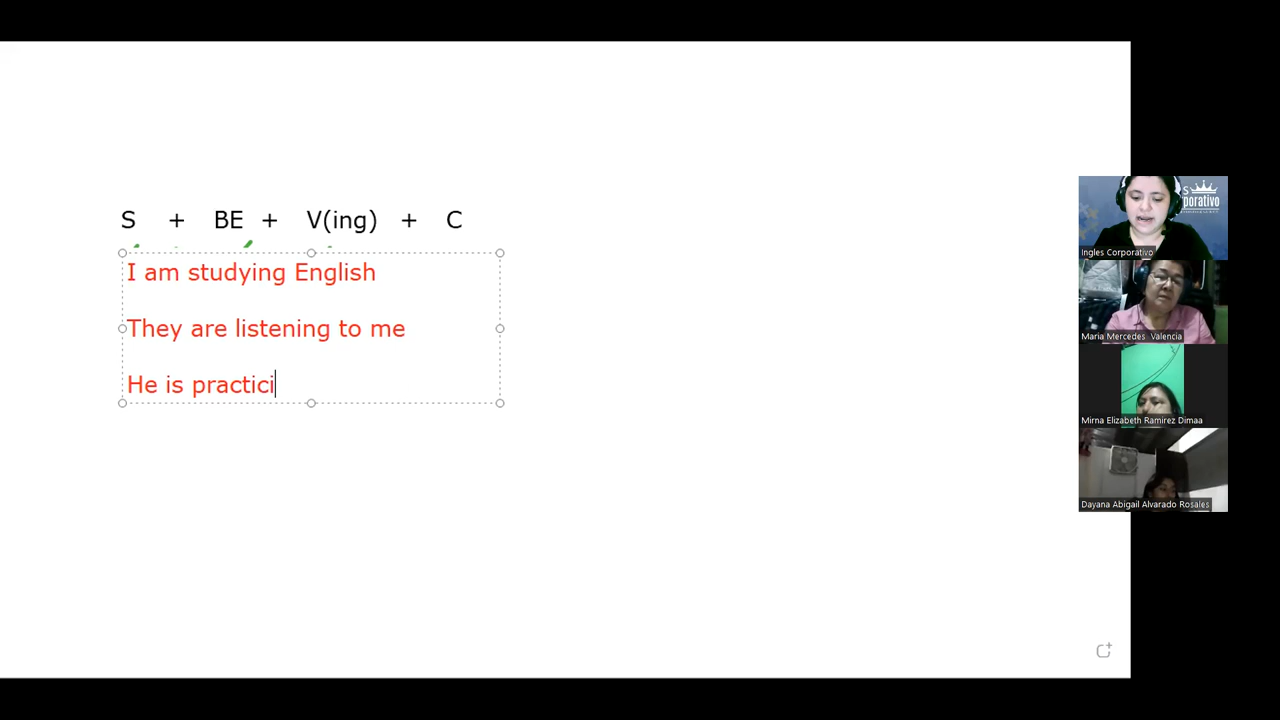 S + BE + V(ing) + C
I am studying English
They are listening to me
He is practici
S
porativo
Ingles Corporativo
Maria Mercedes Valencia
Mirna Elizabeth Ramirez Dimaa
Dayana Abigail Alvarado Rosales